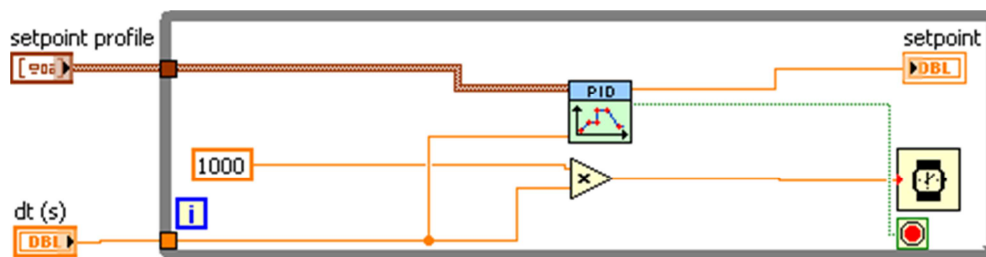 setpoint profile
setpoint
PID
DBL
1000
i
dt (s)
DBL